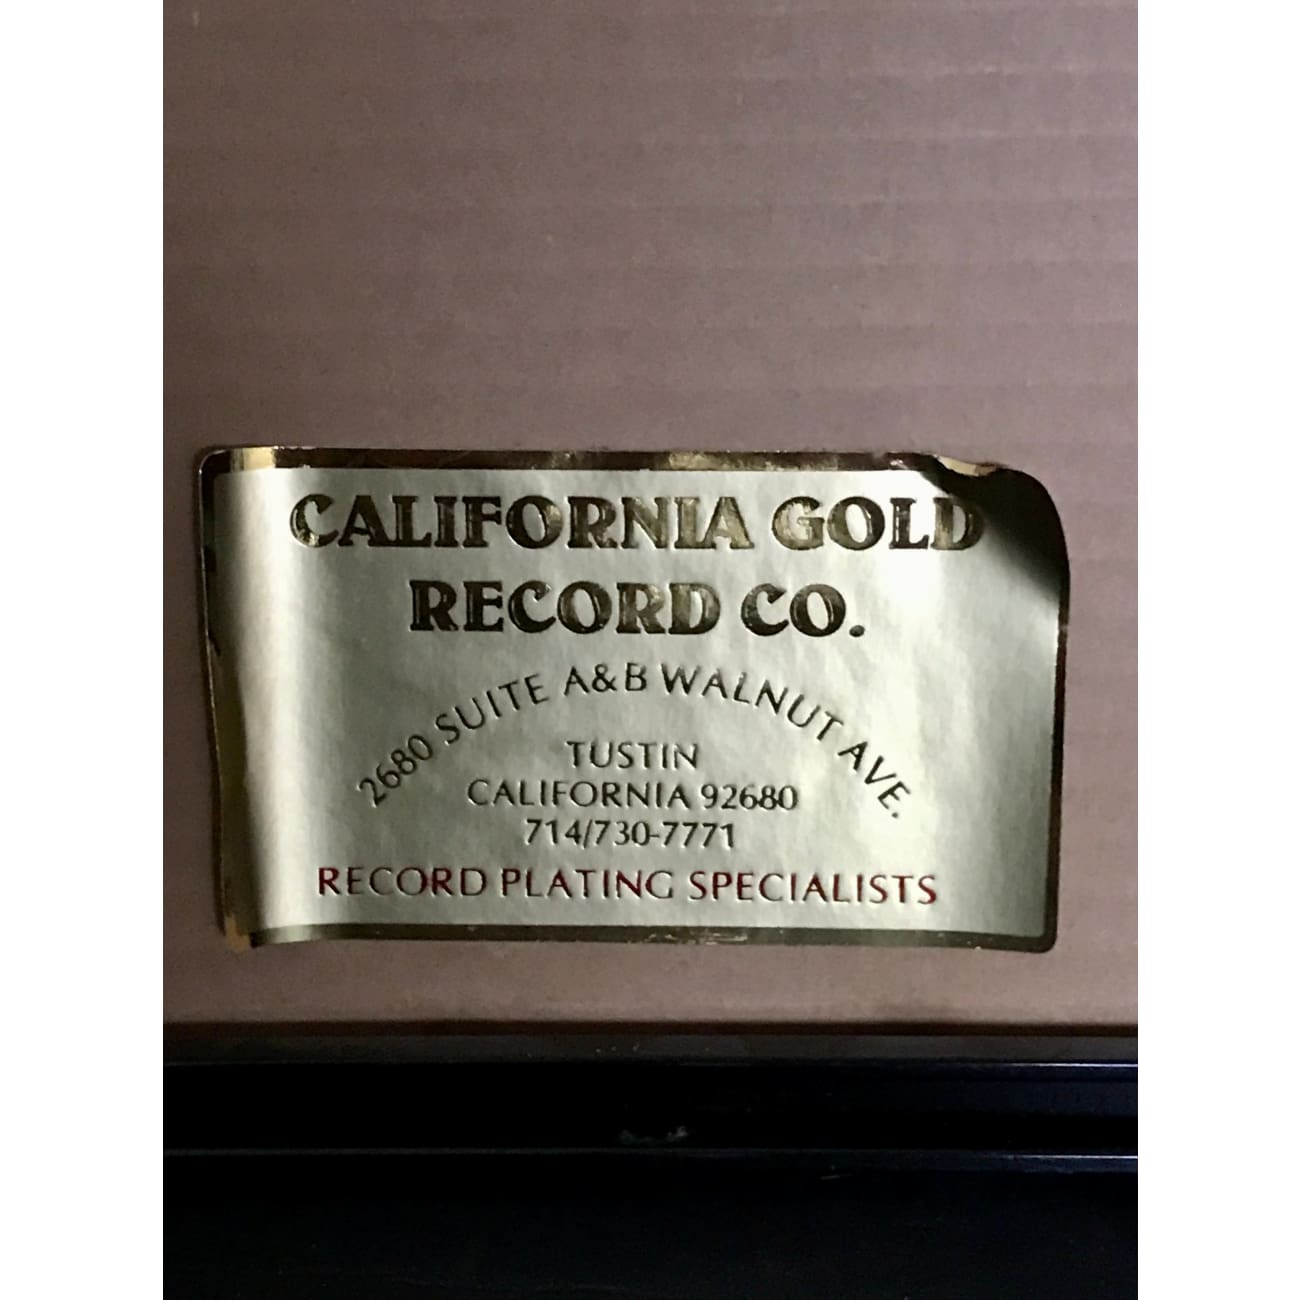 CALIFORNIA GOLD
RECORD CO.
2680 SUITE A&B WALNUT AVE.
TUSTIN
CALIFORNIA 92680
714/730-7771
RECORD PLATING SPECIALISTS